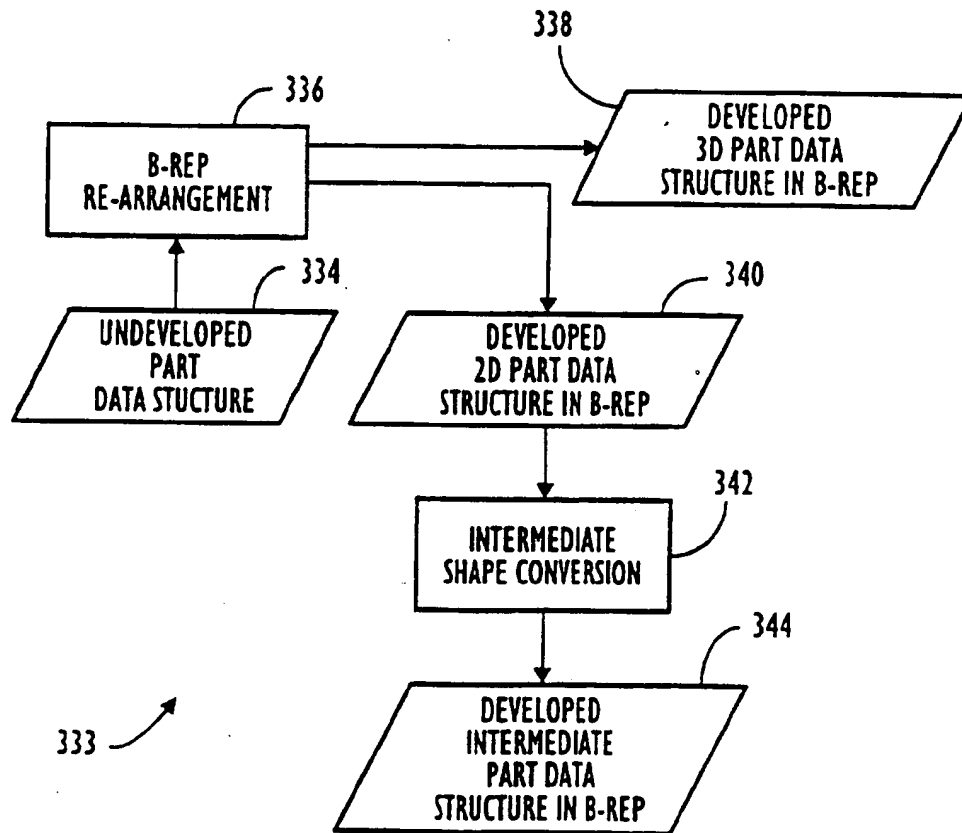 338
336
DEVELOPED
3D PART DATA
STRUCTURE IN B-REP
B-REP
RE-ARRANGEMENT
334
340
UNDEVELOPED
PART
DATA STUCTURE
DEVELOPED
2D PART DATA
STRUCTURE IN B-REP
342
INTERMEDIATE
SHAPE CONVERSION
344
333
DEVELOPED
INTERMEDIATE
PART DATA
STRUCTURE IN B-REP